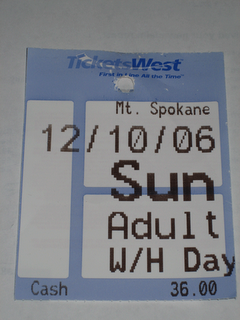 TicketsWest
First in Line All the Time
Mt. Spokane
12/10/06
Sun
Adult
W/H Day
Cash 36.00